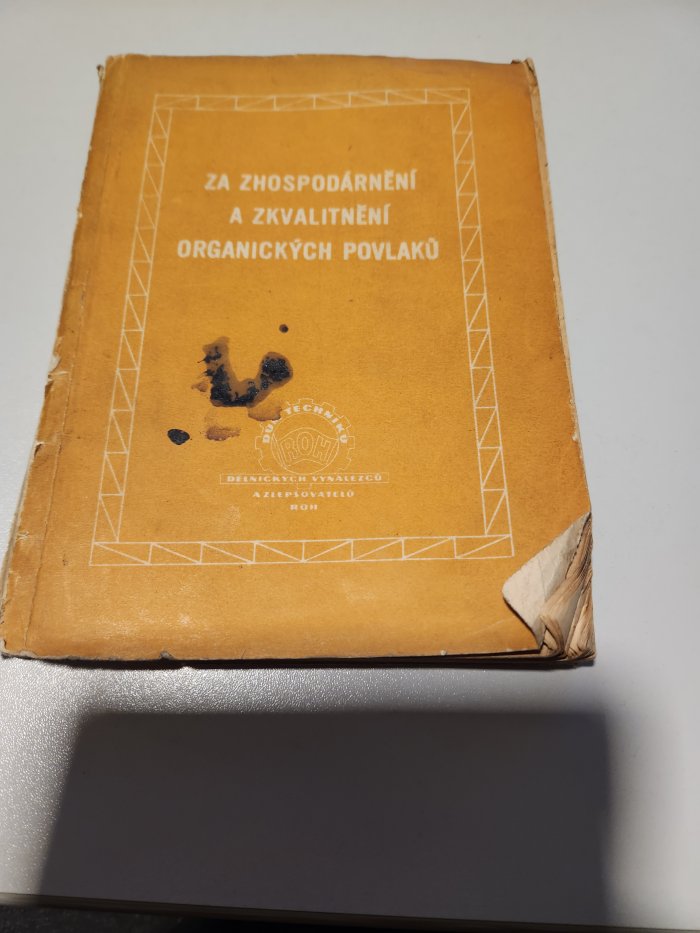 ZA ZHOSPODÁRNĚNÍ
A ZKVALITNĚNÍ
ORGANICKÝCH POVLAKŮ
DŮM TECHNIKŮ
ROH
DĚLNICKÝCH VYNÁLEZCŮ
A ZLEPŠOVATELŮ
ROH